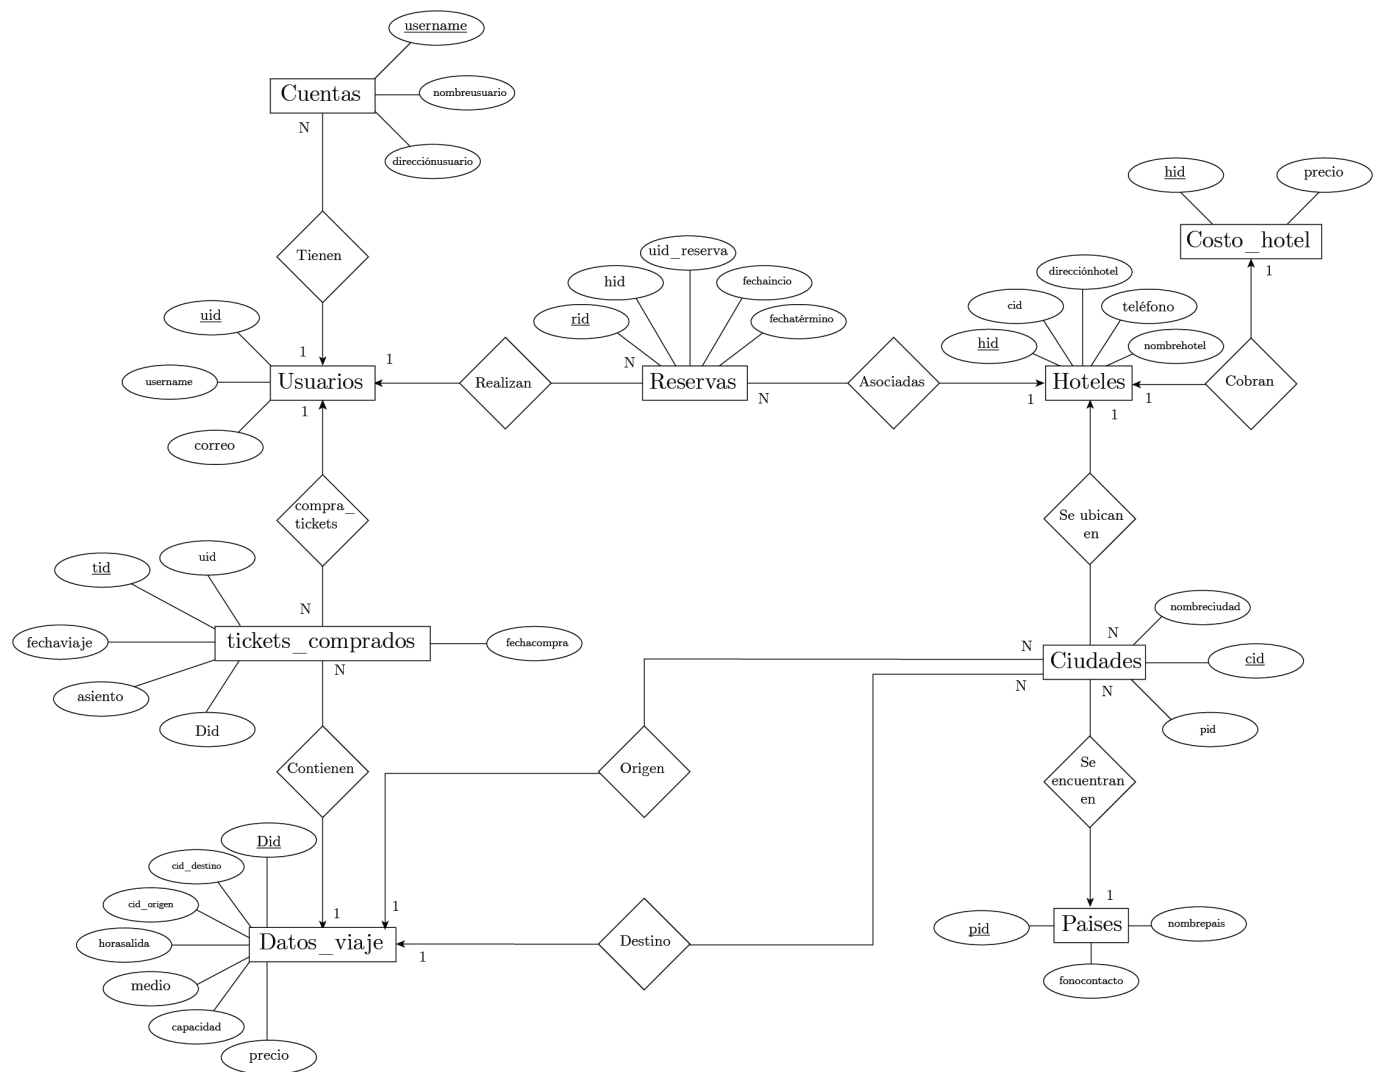 username
Cuentas
nombreusuario
N
direcciónusuario
hid
precio
Costo_hotel
Tienen
uid_reserva
1
direcciónhotel
hid
fechaincio
uid
rid
fechatérmino
cid
teléfono
hid
nombrehotel
1
1
N
username
Usuarios
Realizan
Reservas
Asociadas
Hoteles
Cobran
N
1
1
1
1
correo
compra_
tickets
Se ubican
en
tid
uid
N
nombreciudad
fechaviaje
tickets_comprados
fechacompra
N
N
Ciudades
cid
N
N
N
asiento
Did
pid
Contienen
Origen
Se
encuentran
en
Did
cid_destino
cid_origen
1
1
1
horasalida
Datos_viaje
Destino
pid
Paises
nombrepais
1
medio
fonocontacto
capacidad
precio